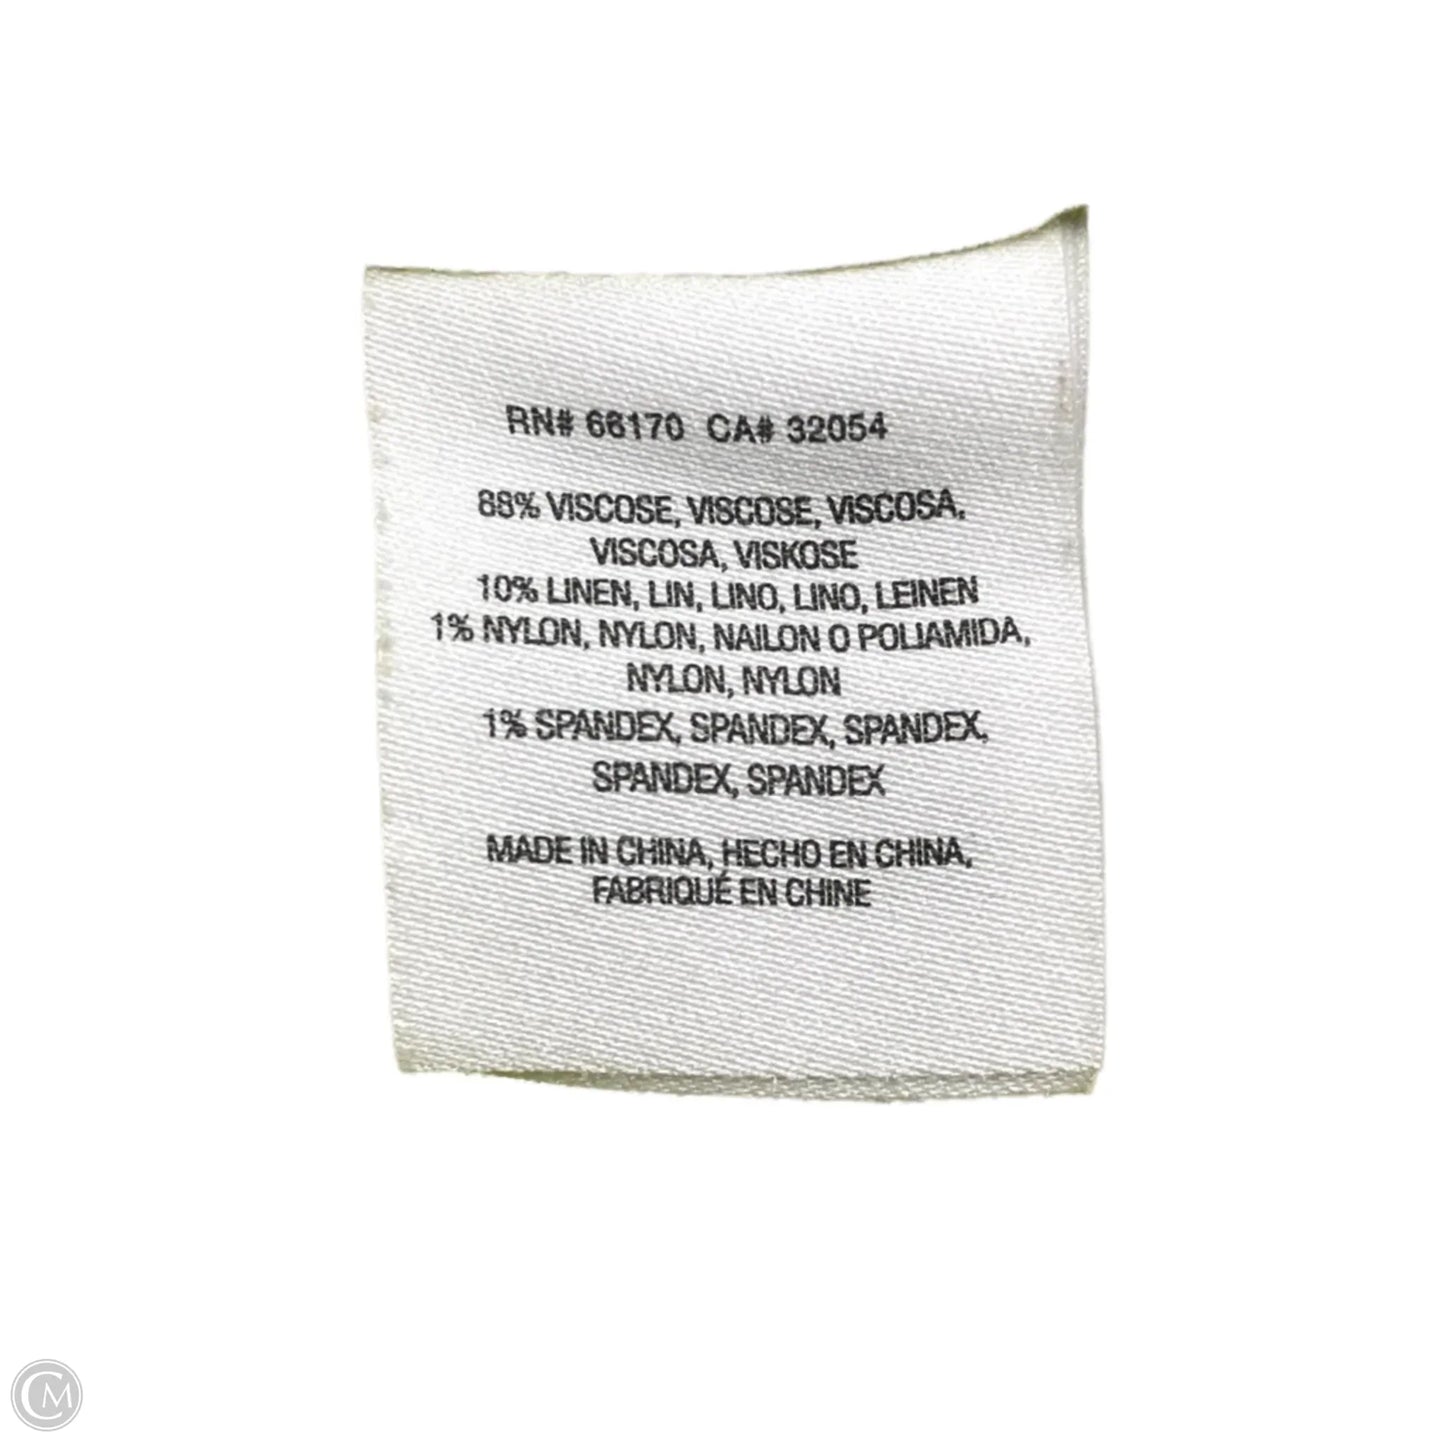 RN# 66170 CA# 32054
88% VISCOSE, VISCOSE, VISCOSA,
VISCOSA, VISKOSE
10% LINEN, LIN, LINO, LINO, LEINEN
1% NYLON, NYLON, NAILON O POLIAMIDA,
NYLON, NYLON
1% SPANDEX, SPANDEX, SPANDEX,
SPANDEX, SPANDEX
MADE IN CHINA, HECHO EN CHINA,
FABRIQUÉ EN CHINE
CM